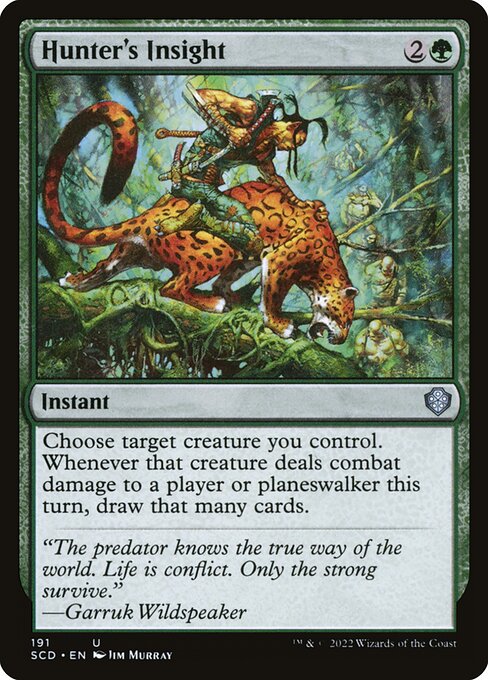 Hunter's Insight 2
Instant
Choose target creature you control.
Whenever that creature deals combat
damage to a player or planeswalker this
turn, draw that many cards.
“The predator knows the true way of the
world. Life is conflict. Only the strong
survive.”
—Garruk Wildspeaker
191 U
SCD • EN Jim Murray
™ & © 2022 Wizards of the Coast